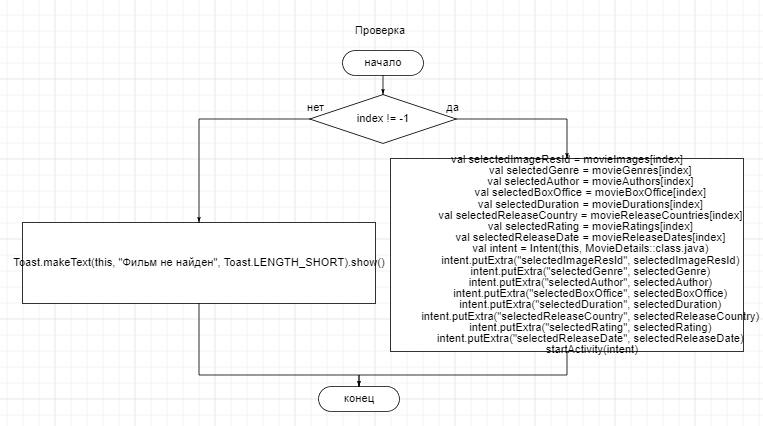 Проверка
начало
нет
да
index != -1
val selectedImageResId = movieImages[index]
val selectedGenre = movieGenres[index]
val selectedAuthor = movieAuthors[index]
val selectedBoxOffice = movieBoxOffice[index]
val selectedDuration = movieDurations[index]
val selectedReleaseCountry = movieReleaseCountries[index]
val selectedRating = movieRatings[index]
val selectedReleaseDate = movieReleaseDates[index]
val intent = Intent(this, MovieDetails::class.java)
intent.putExtra("selectedImageResId", selectedImageResId)
intent.putExtra("selectedGenre", selectedGenre)
intent.putExtra("selectedAuthor", selectedAuthor)
intent.putExtra("selectedBoxOffice", selectedBoxOffice)
intent.putExtra("selectedDuration", selectedDuration)
intent.putExtra("selectedReleaseCountry", selectedReleaseCountry)
intent.putExtra("selectedRating", selectedRating)
intent.putExtra("selectedReleaseDate", selectedReleaseDate)
startActivity(intent)
Toast.makeText(this, "Фильм не найден", Toast.LENGTH_SHORT).show()
конец